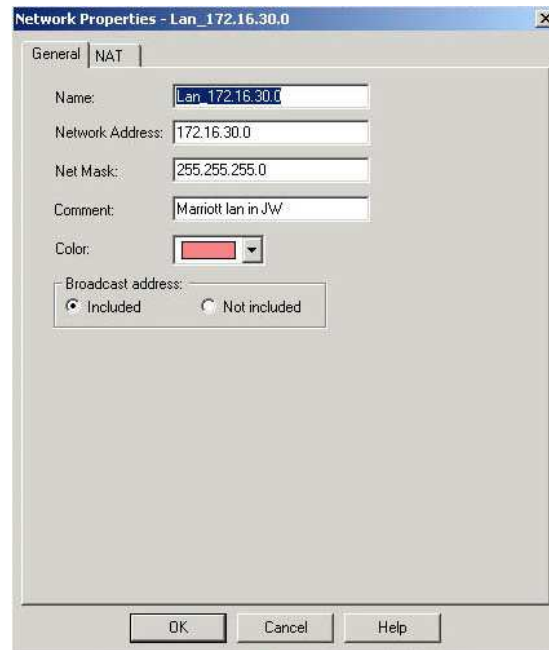 Network Properties - Lan_172.16.30.0
General NAT
Name: Lan_172.16.30.0
Network Address: 172.16.30.0
Net Mask: 255.255.255.0
Comment: Marriott lan in JW
Color:
Broadcast address:
Included Not included
OK Cancel Help